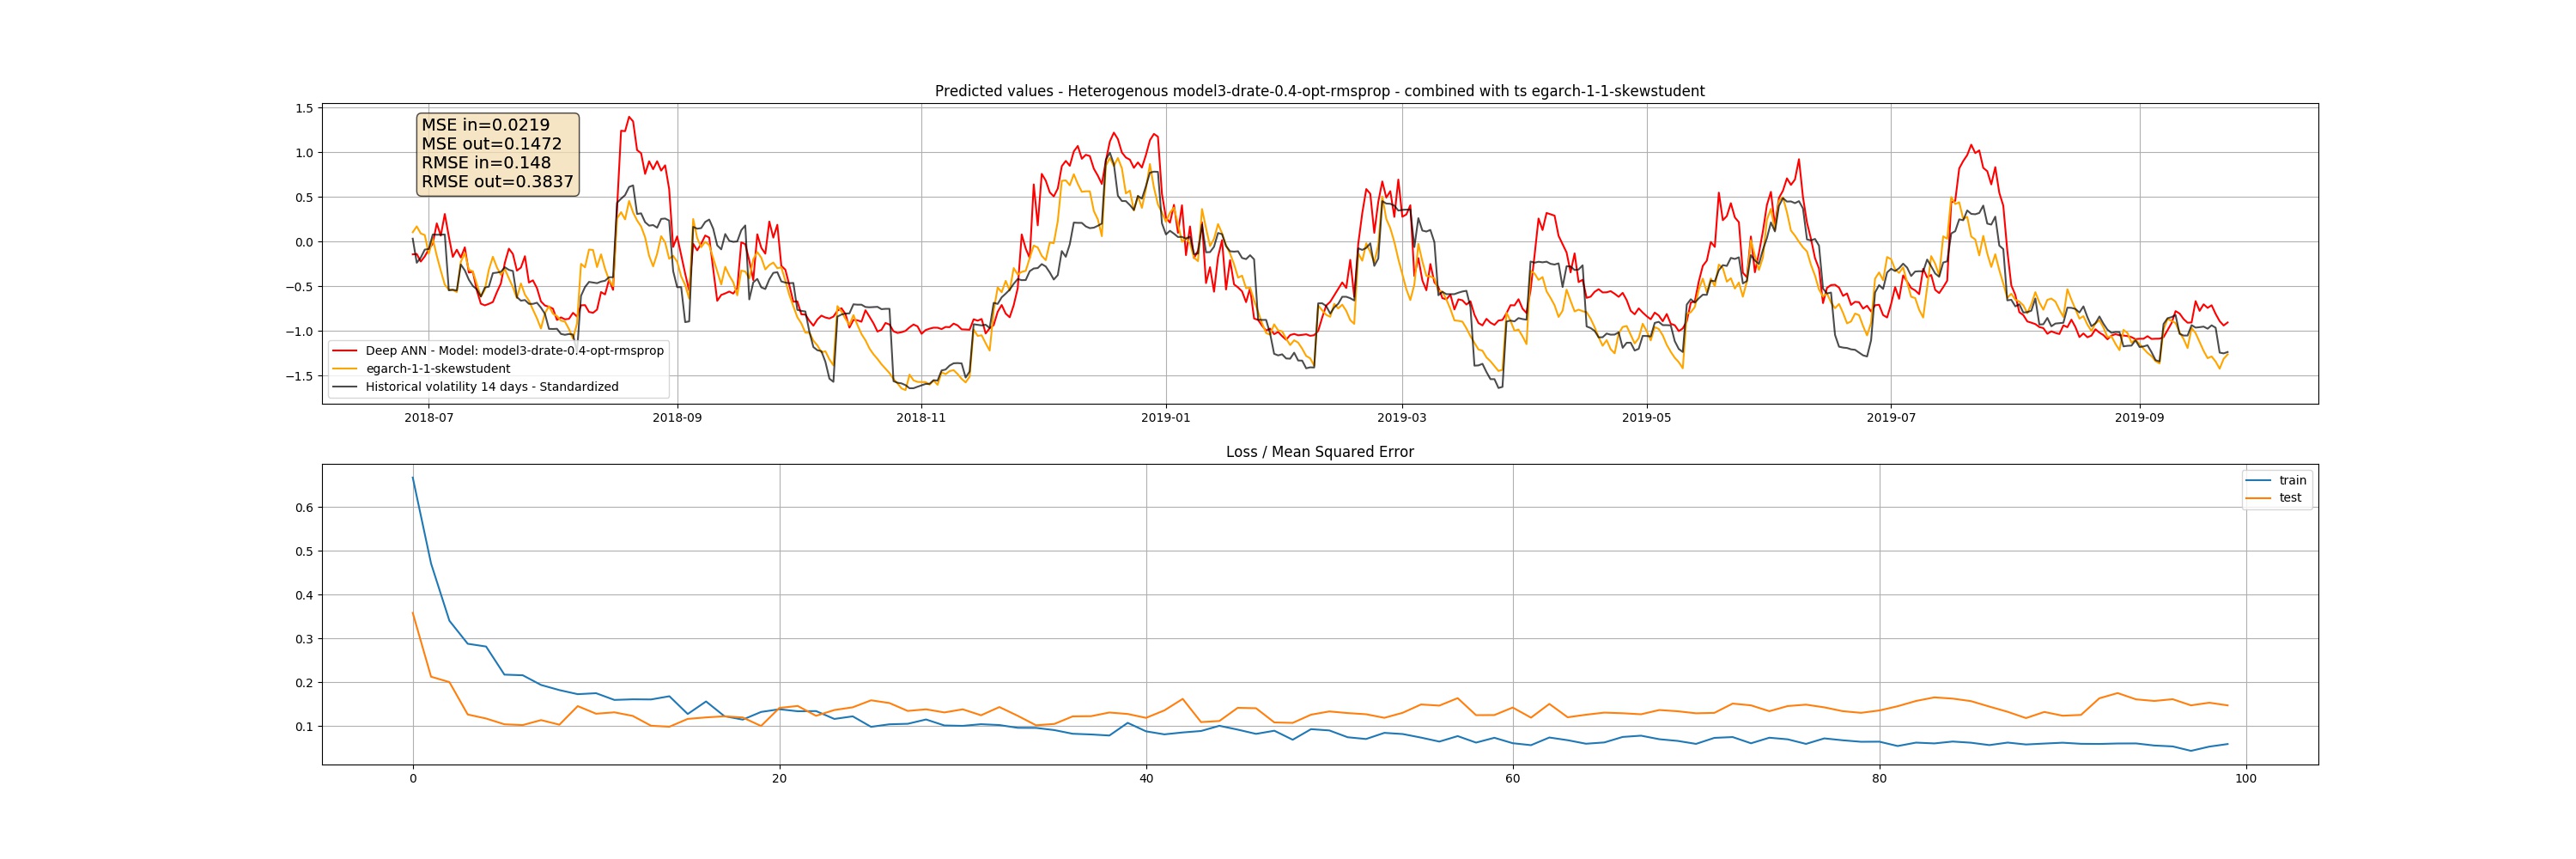 Predicted values - Heterogenous model3-drate-0.4-opt-rmsprop - combined with ts egarch-1-1-skewstudent
1.5
1.0
0.5
0.0
−0.5
−1.0
−1.5
MSE in=0.0219
MSE out=0.1472
RMSE in=0.148
RMSE out=0.3837
Deep ANN - Model: model3-drate-0.4-opt-rmsprop
egarch-1-1-skewstudent
Historical volatility 14 days - Standardized
2018-07 2018-09 2018-11 2019-01 2019-03 2019-05 2019-07 2019-09
Loss / Mean Squared Error
0.6
0.5
0.4
0.3
0.2
0.1
train
test
0 20 40 60 80 100